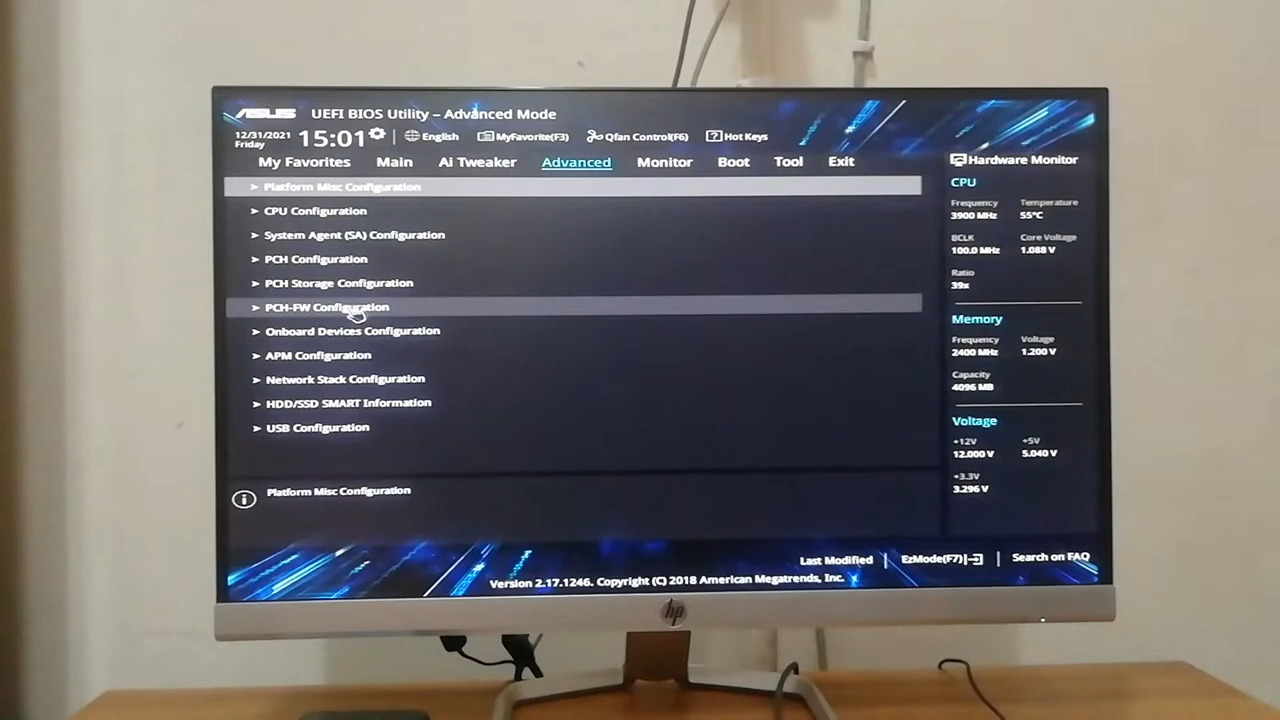 ASUS UEFI BIOS Utility – Advanced Mode
12/31/2021
Friday
15:01
English MyFavorite(F3) Qfan Control(F6) Hot Keys
My Favorites Main Ai Tweaker Advanced Monitor Boot Tool Exit
Platform Misc Configuration
CPU Configuration
System Agent (SA) Configuration
PCH Configuration
PCH Storage Configuration
PCH-FW Configuration
Onboard Devices Configuration
APM Configuration
Network Stack Configuration
HDD/SSD SMART Information
USB Configuration
Platform Misc Configuration
Hardware Monitor
CPU
Frequency Temperature
3900 MHz 55°C
BCLK Core Voltage
100.0 MHz 1.088 V
Ratio
39x
Memory
Frequency Voltage
2400 MHz 1.200 V
Capacity
4096 MB
Voltage
+12V +5V
12.000 V 5.040 V
+3.3V
3.296 V
Last Modified EzMode(F7) Search on FAQ
Version 2.17.1246. Copyright (C) 2018 American Megatrends, Inc.
hp